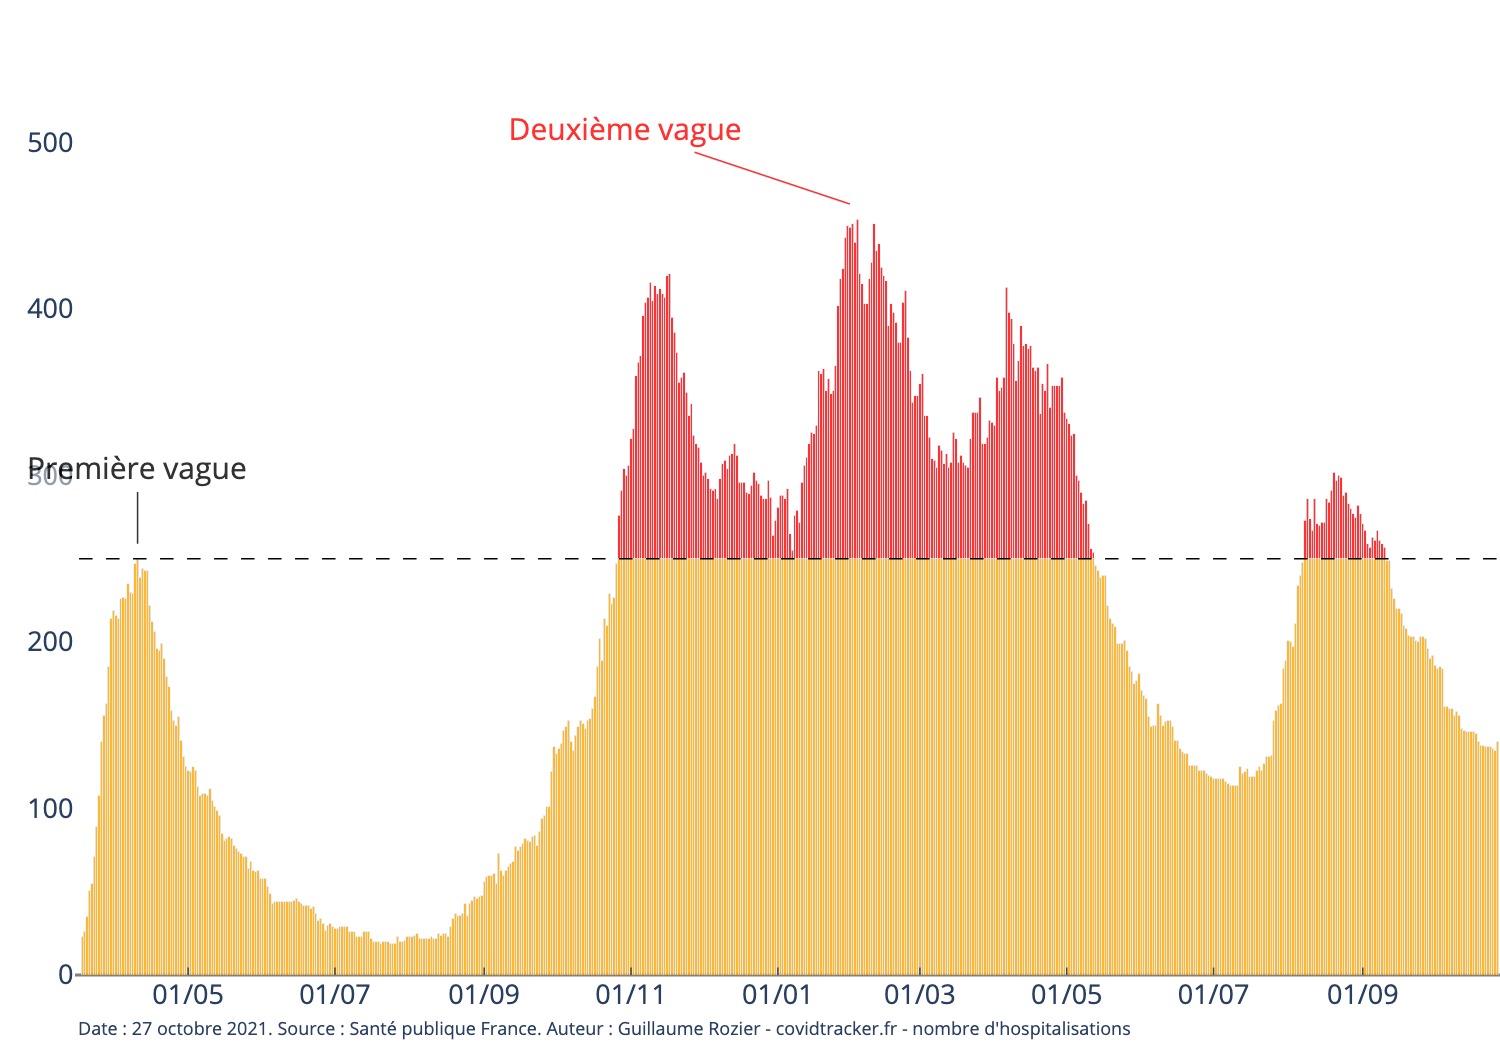 Deuxième vague
500
400
Première vague
300
200
100
0
01/05 01/07 01/09 01/11 01/01 01/03 01/05 01/07 01/09
Date : 27 octobre 2021. Source : Santé publique France. Auteur : Guillaume Rozier - covidtracker.fr - nombre d'hospitalisations